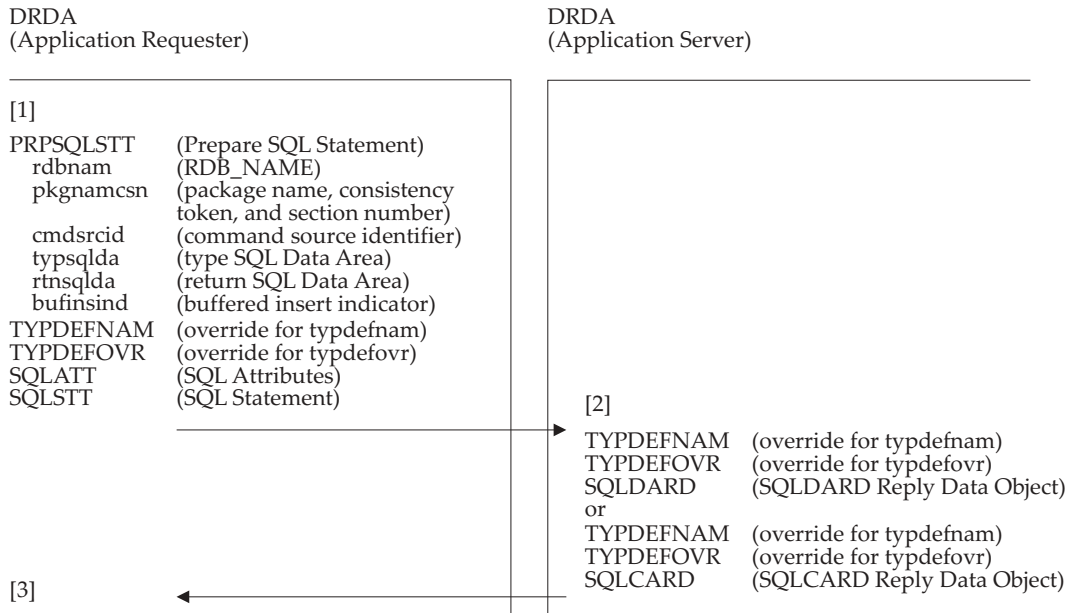 DRDA
(Application Requester)
DRDA
(Application Server)
[1]
PRPSQLSTT (Prepare SQL Statement)
rdbnam (RDB_NAME)
pkgnamcsn (package name, consistency
token, and section number)
cmdsrcid (command source identifier)
typsqlda (type SQL Data Area)
rtnsqlda (return SQL Data Area)
bufinsind (buffered insert indicator)
TYPDEFNAM (override for typdefnam)
TYPDEFOVR (override for typdefovr)
SQLATT (SQL Attributes)
SQLSTT (SQL Statement)
[2]
TYPDEFNAM (override for typdefnam)
TYPDEFOVR (override for typdefovr)
SQLDARD (SQLDARD Reply Data Object)
or
TYPDEFNAM (override for typdefnam)
TYPDEFOVR (override for typdefovr)
SQLCARD (SQLCARD Reply Data Object)
[3]